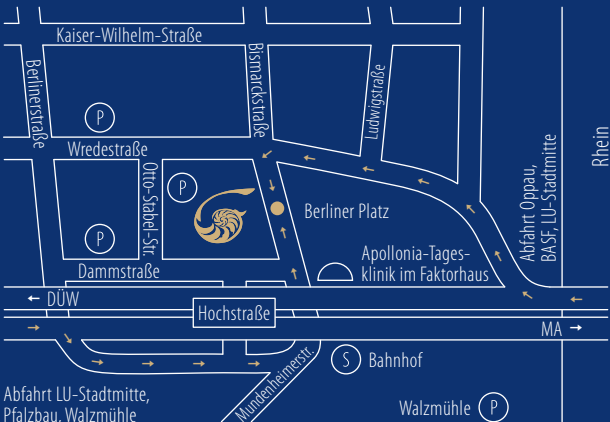 Kaiser-Wilhelm-Straße
Berlinerstraße
Bismarckstraße
Ludwigstraße
Rhein
P
Wredestraße
Otto-Stabel-Str.
P
Abfahrt Oppau,
BASF, LU-Stadtmitte
Berliner Platz
P
Dammstraße
Apollonia-Tages-
klinik im Faktorhaus
← DÜW
Hochstraße
MA →
Mundenheimerstr.
S Bahnhof
Abfahrt LU-Stadtmitte,
Pfalzbau, Walzmühle
Walzmühle P